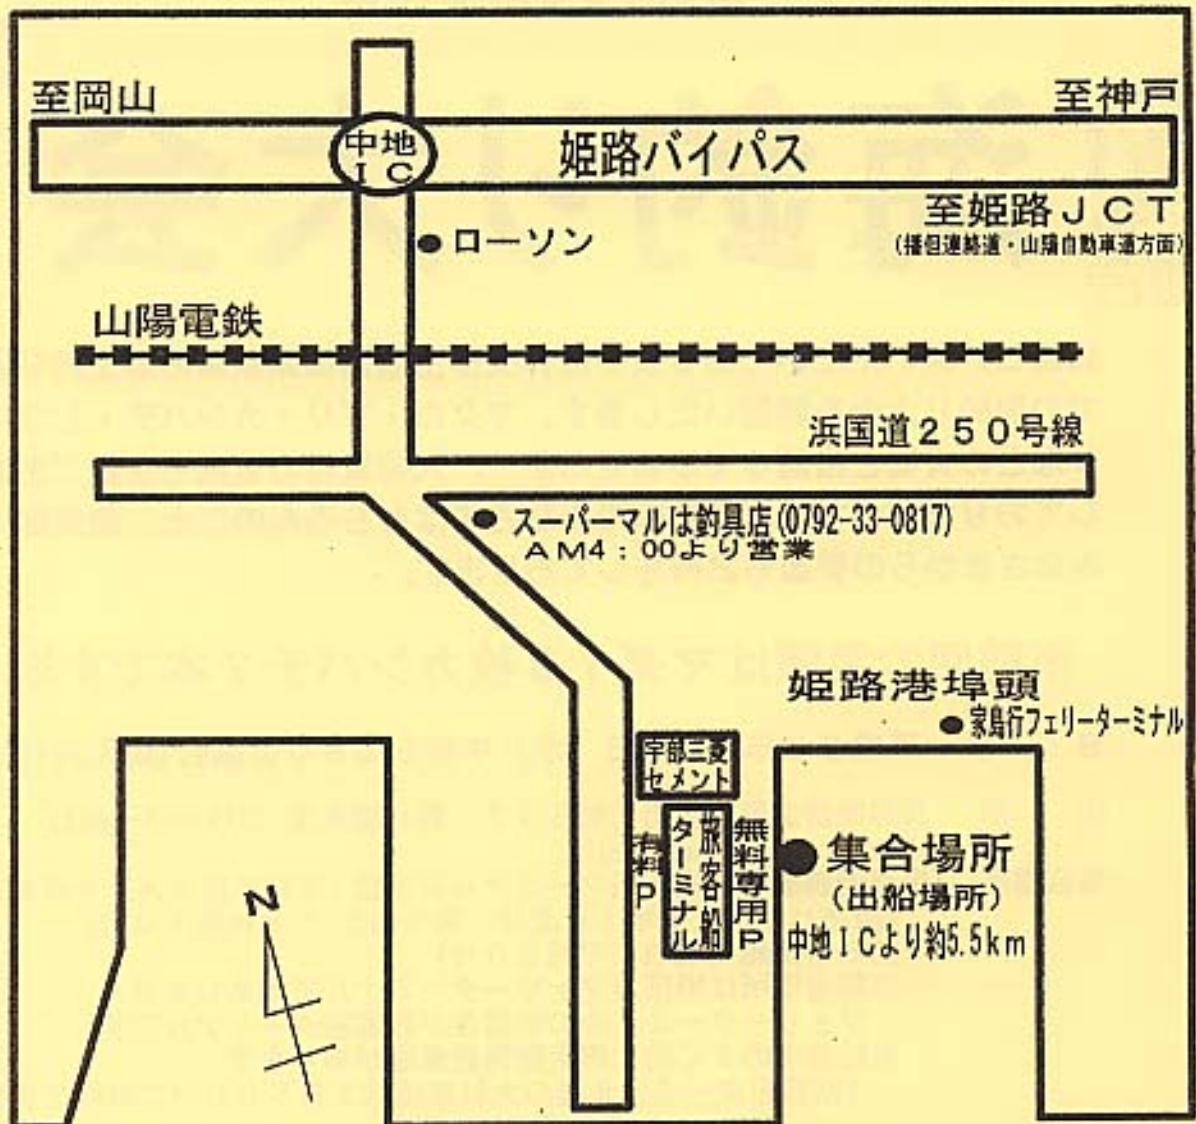 至岡山
至神戸
中地
IC
姫路バイパス
至姫路JCT
(播但連絡道・山陽自動車道方面)
ローソン
山陽電鉄
浜国道250号線
スーパーマルは釣具店(0792-33-0817)
AM4:00より営業
姫路港埠頭
家島行フェリーターミナル
宇部三菱
セメント
旅客船
ターミナル
有料P
無料専用P
集合場所
(出船場所)
中地ICより約5.5km
N